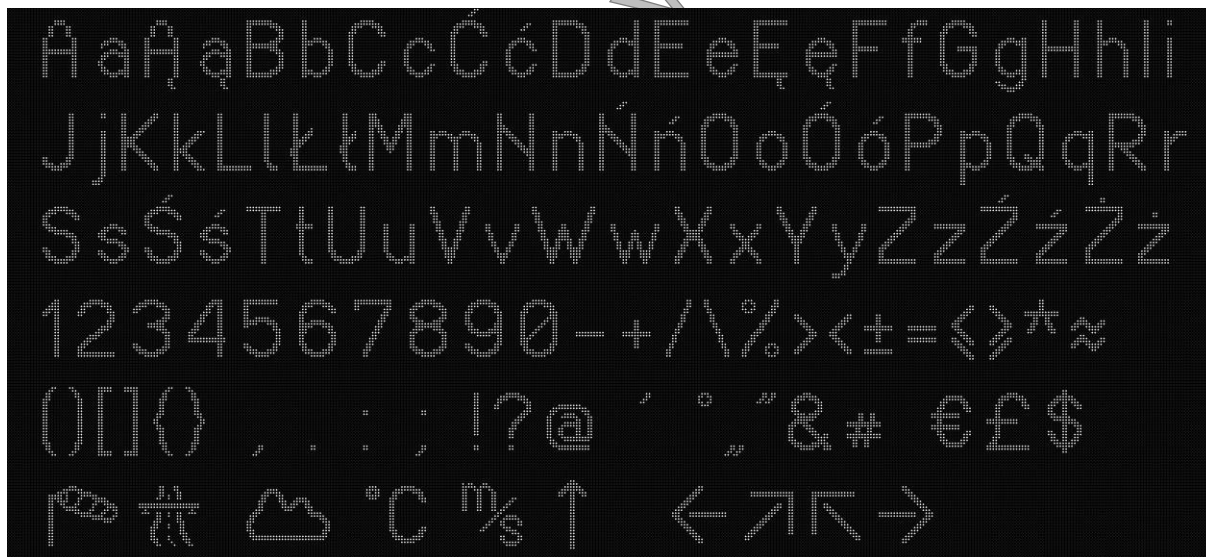 AaĄąBbCcĆćDdEeĘęFfGgHhIi
JjKkLlŁłMmNnŃńOoÓóPpQqRr
SsŚśTtUuVvWwXxYyZzŹźŻż
1234567890-+/\%><±=≤≥*≈
()[]{} , . : ; !?@ ´ ° „ ” &# €£$
°C m/s ↑ ← ↗ ↖ →